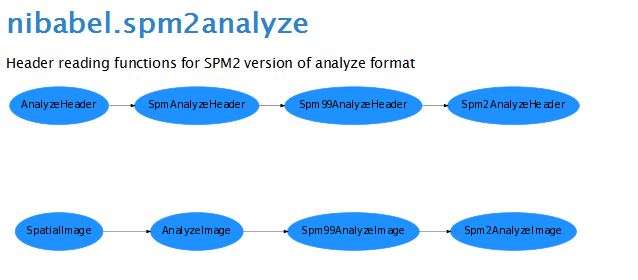 nibabel.spm2analyze
Header reading functions for SPM2 version of analyze format
AnalyzeHeader SpmAnalyzeHeader Spm99AnalyzeHeader Spm2AnalyzeHeader
SpatialImage AnalyzeImage Spm99AnalyzeImage Spm2AnalyzeImage